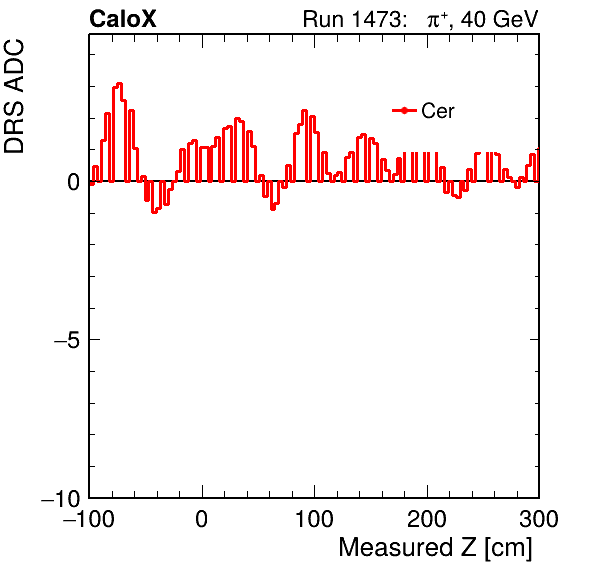 CaloX Run 1473: π⁺, 40 GeV
DRS ADC
Cer
0
−5
−10
−100 0 100 200 300
Measured Z [cm]